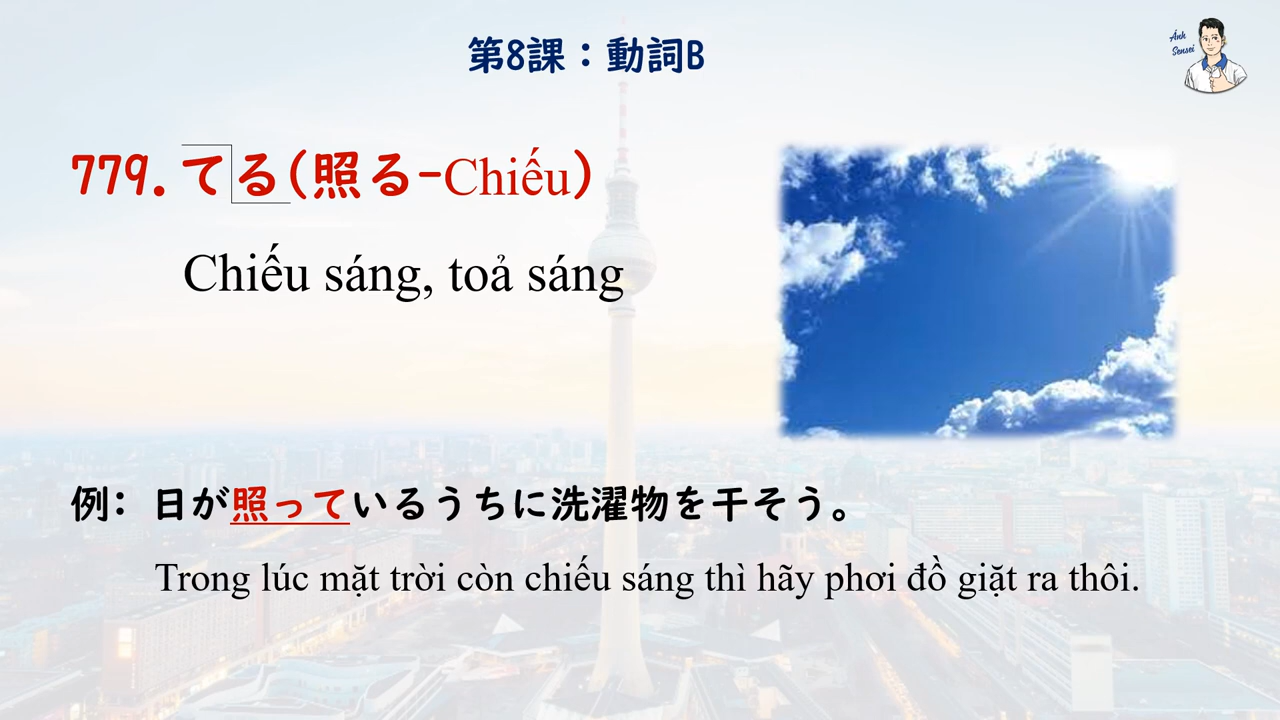 第8課：動詞B
Ánh
Sensei
779.てる(照る-Chiếu)
Chiếu sáng, toả sáng
例: 日が照っているうちに洗濯物を干そう。
Trong lúc mặt trời còn chiếu sáng thì hãy phơi đồ giặt ra thôi.